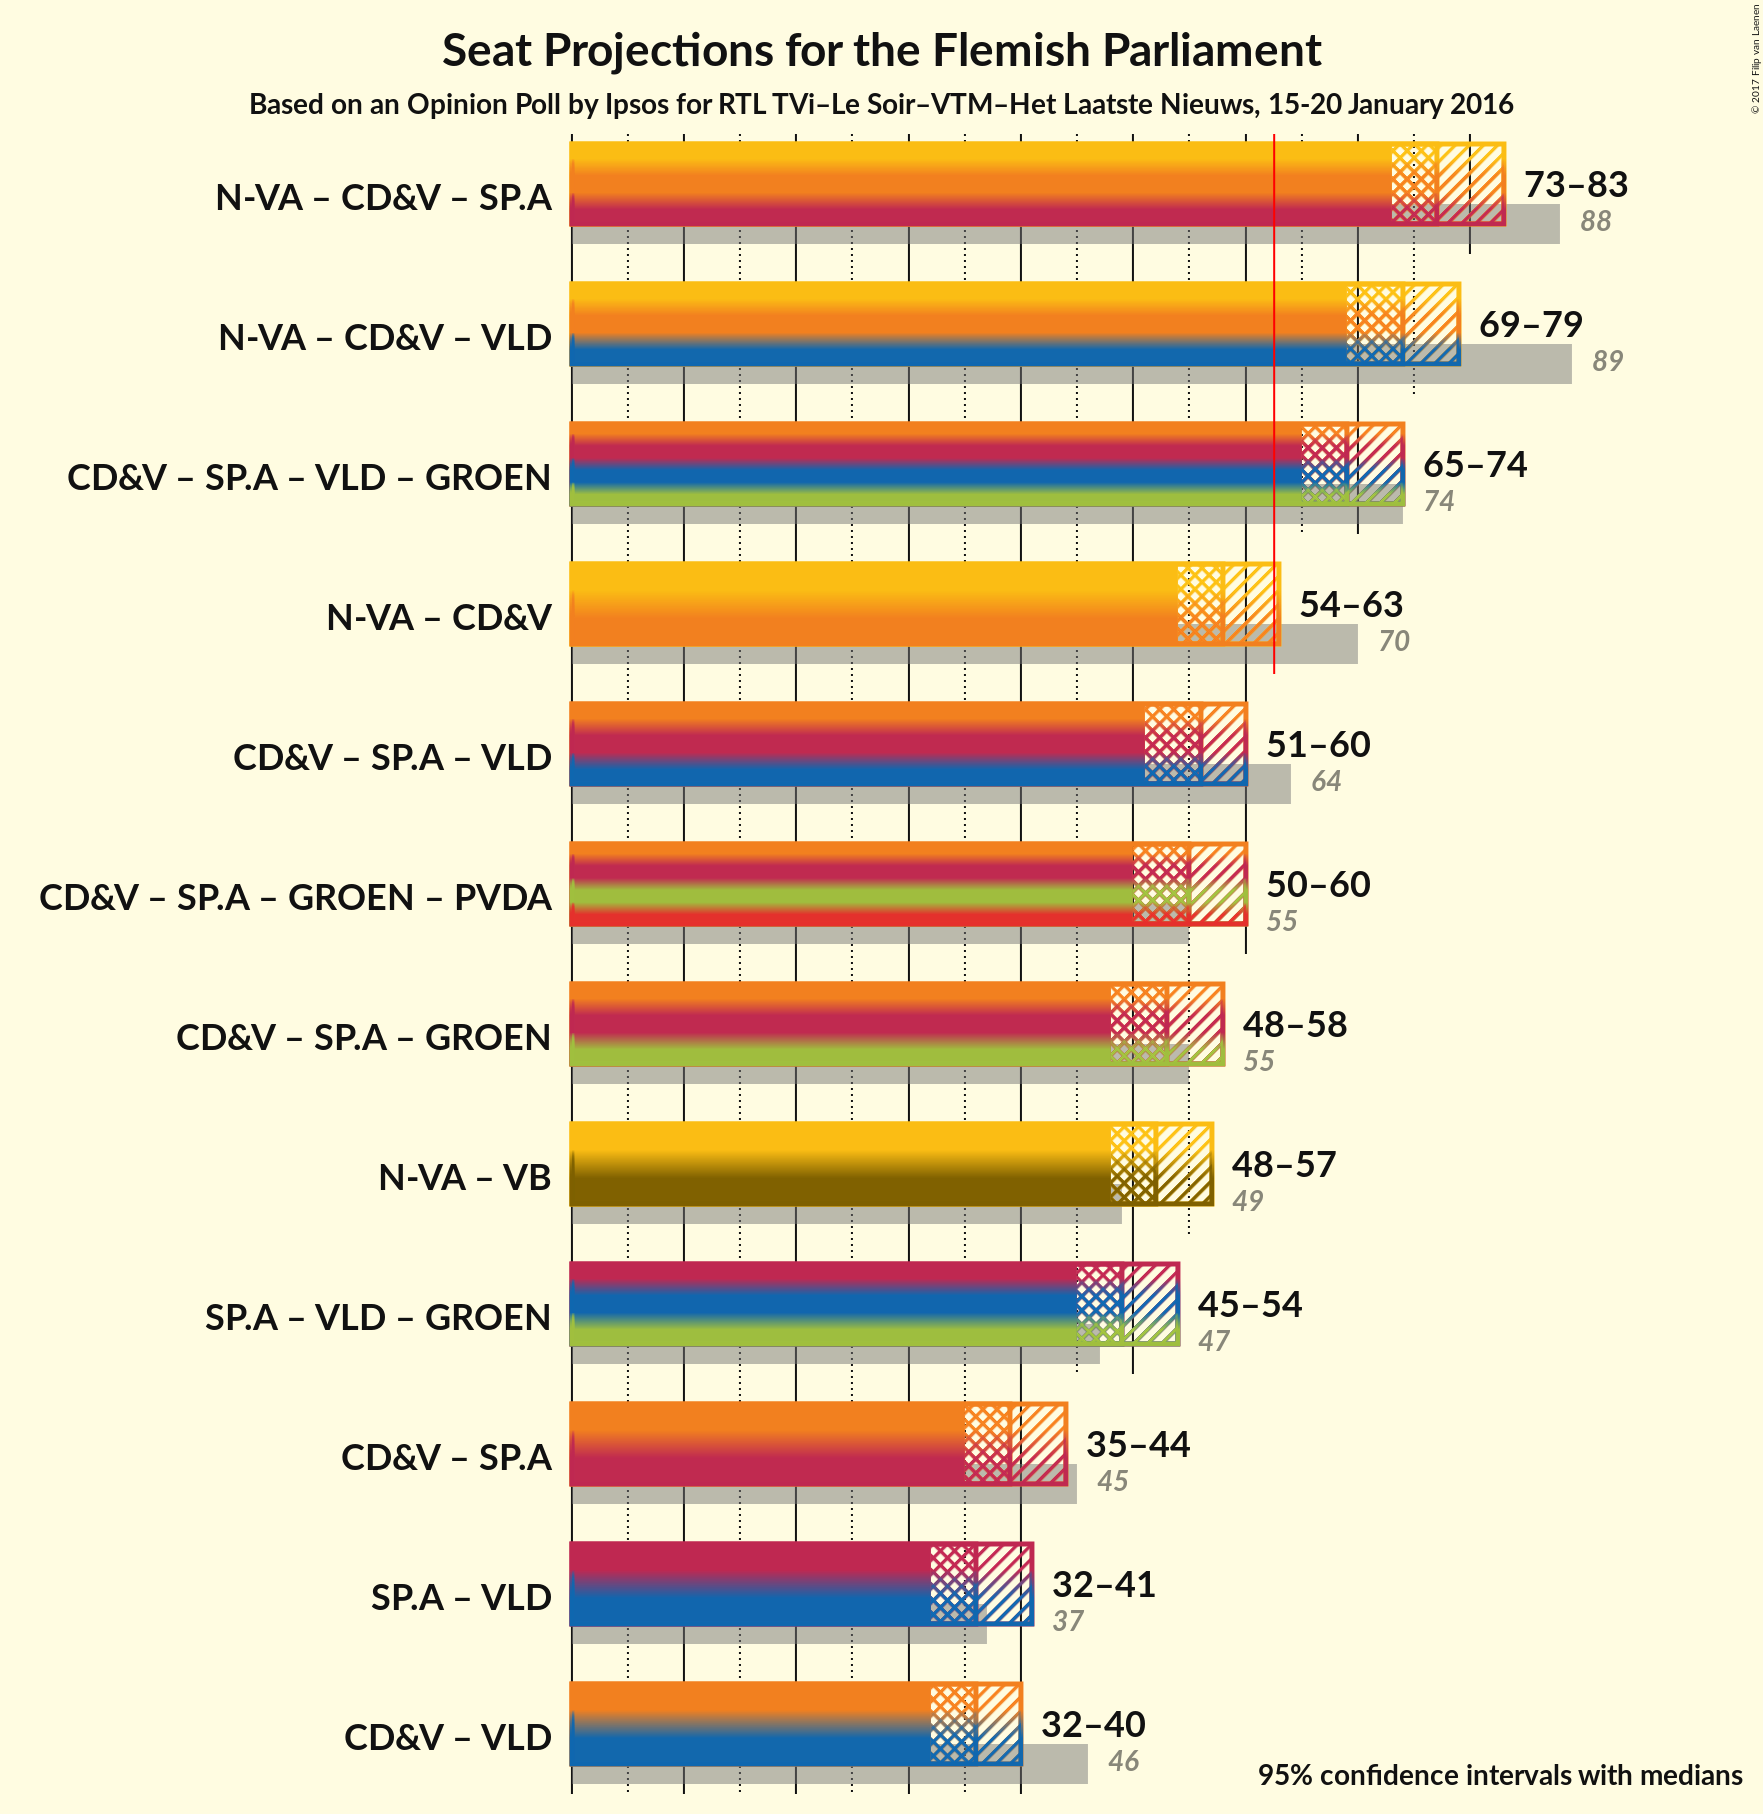 Seat Projections for the Flemish Parliament
Based on an Opinion Poll by Ipsos for RTL TVi–Le Soir–VTM–Het Laatste Nieuws, 15-20 January 2016
© 2017 Filip van Laenen
N-VA – CD&V – SP.A
73–83
88
N-VA – CD&V – VLD
69–79
89
CD&V – SP.A – VLD – GROEN
65–74
74
N-VA – CD&V
54–63
70
CD&V – SP.A – VLD
51–60
64
CD&V – SP.A – GROEN – PVDA
50–60
55
CD&V – SP.A – GROEN
48–58
55
N-VA – VB
48–57
49
SP.A – VLD – GROEN
45–54
47
CD&V – SP.A
35–44
45
SP.A – VLD
32–41
37
CD&V – VLD
32–40
46
95% confidence intervals with medians